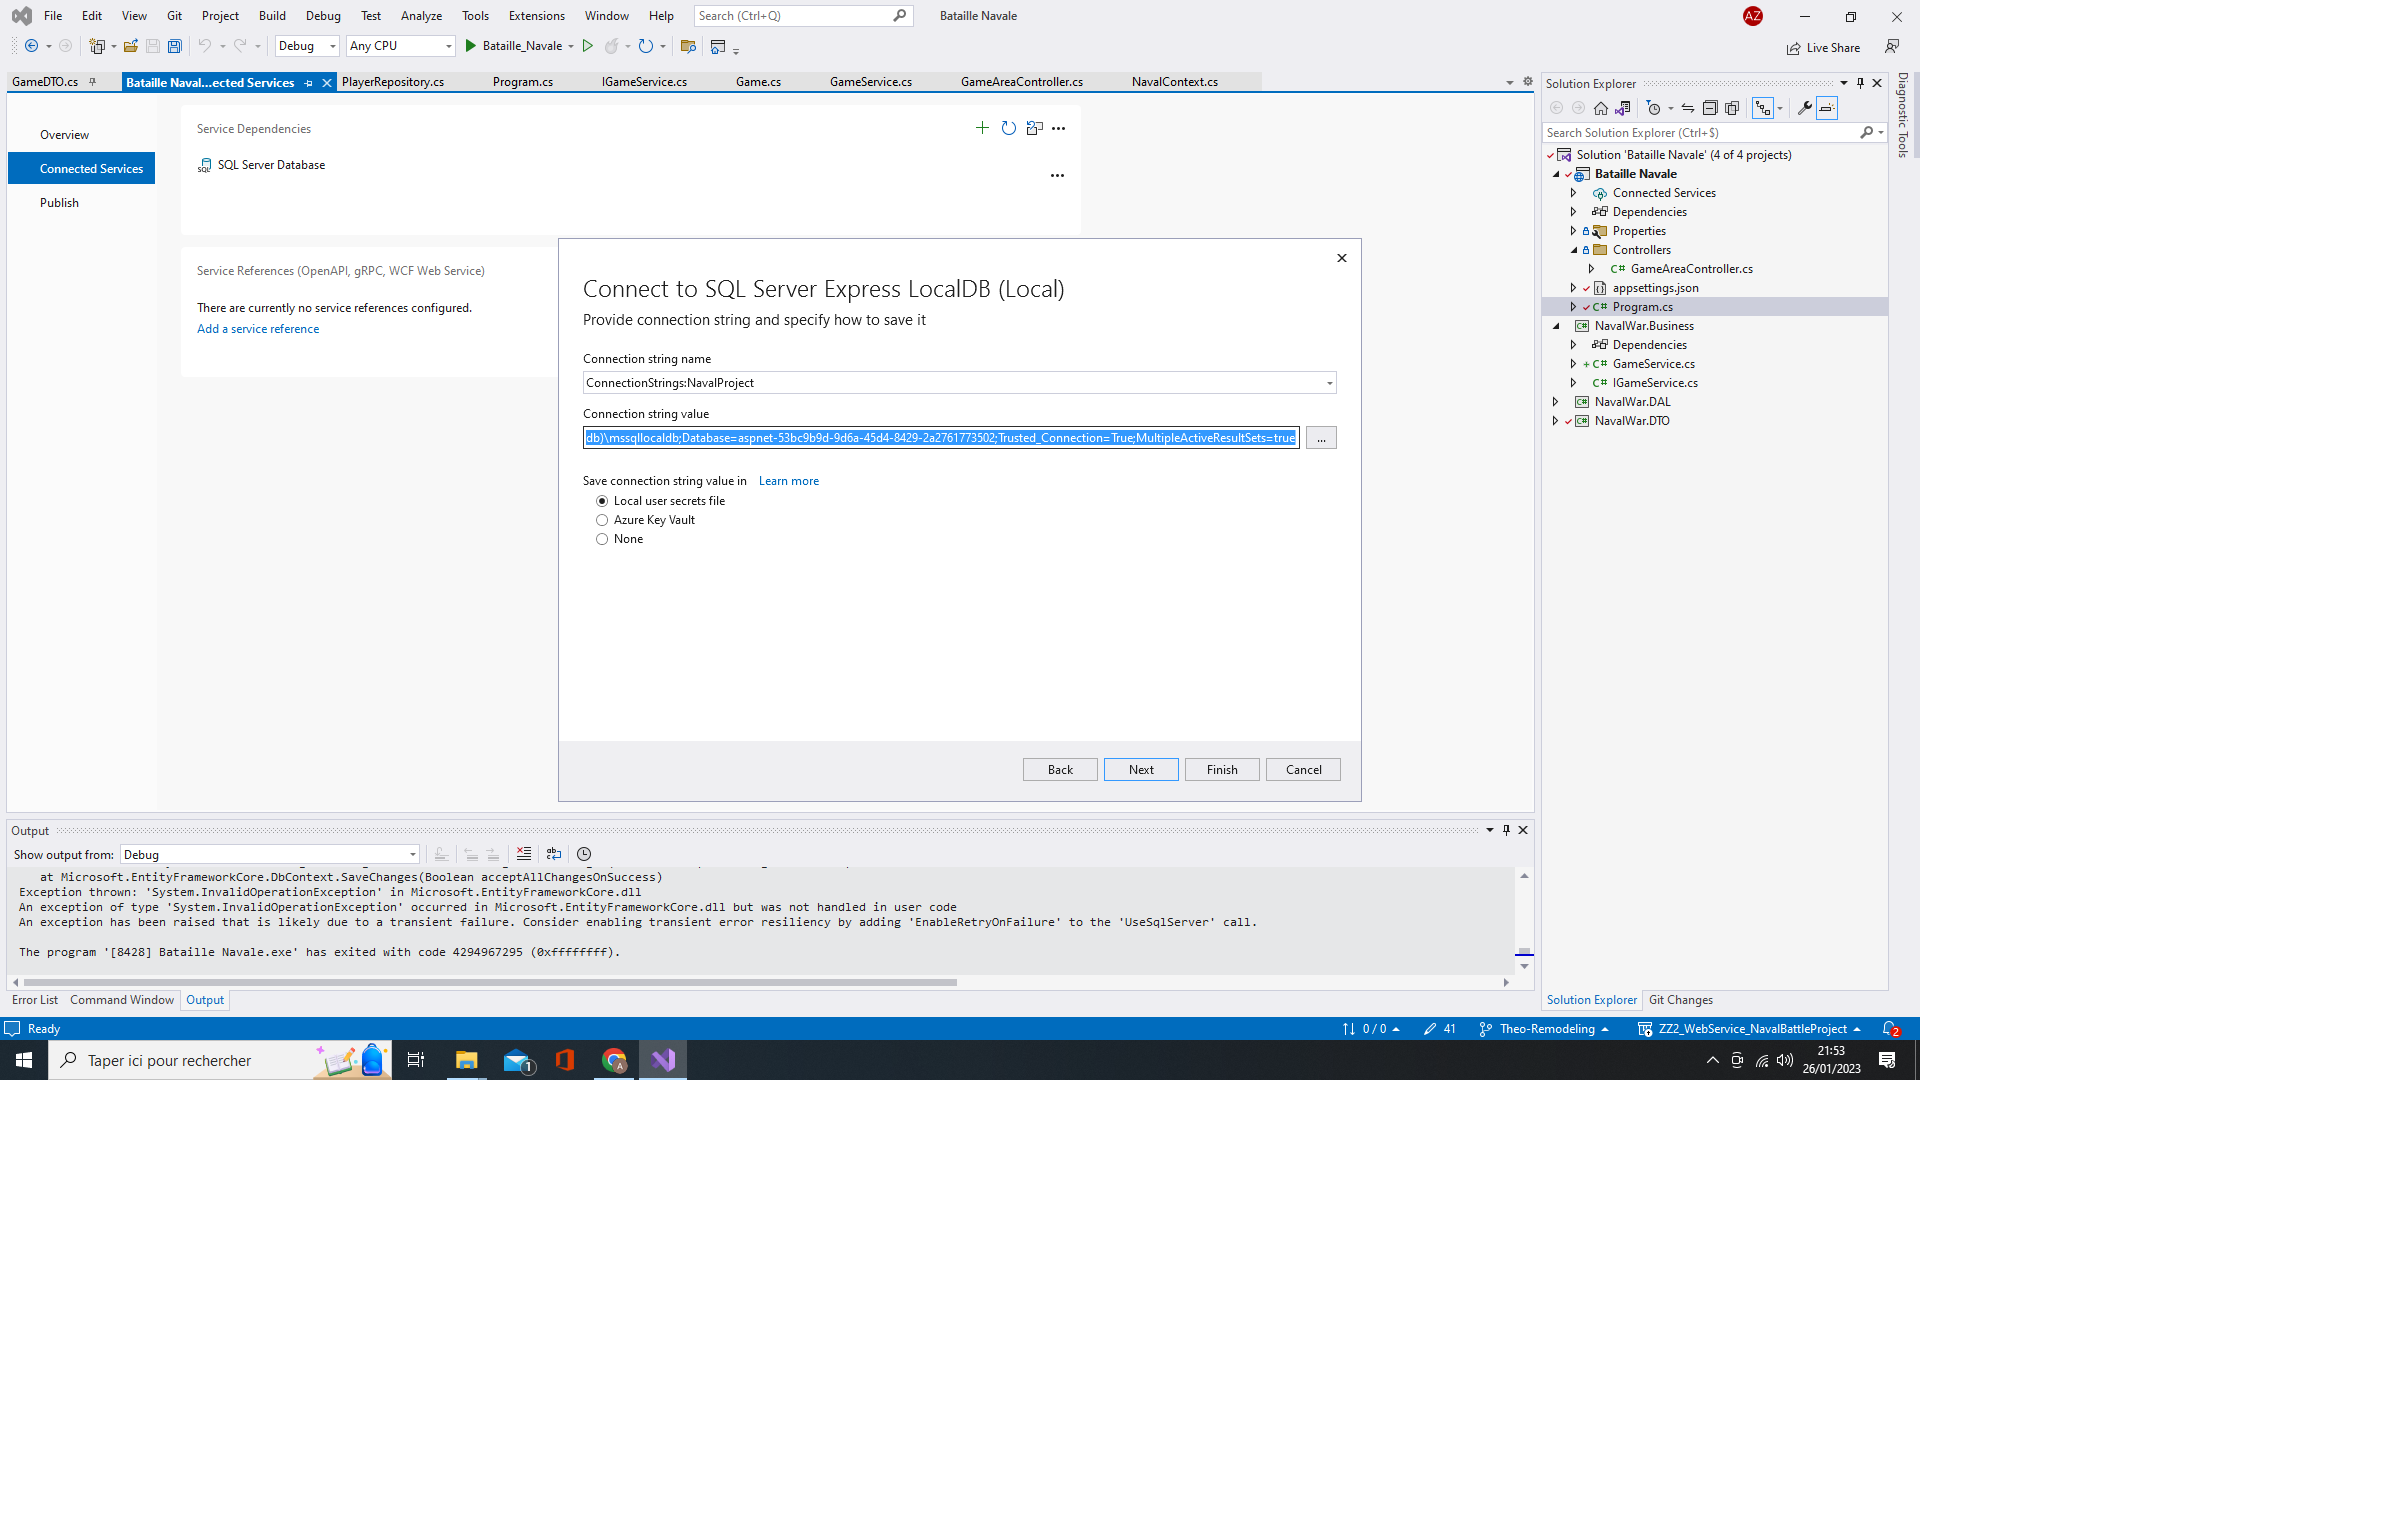 File Edit View Git Project Build Debug Test Analyze Tools Extensions Window Help Search (Ctrl+Q) Bataille Navale AZ
Debug Any CPU Bataille_Navale Live Share
GameDTO.cs Bataille Naval...ected Services PlayerRepository.cs Program.cs IGameService.cs Game.cs GameService.cs GameAreaController.cs NavalContext.cs
Overview
Connected Services
Publish
Service Dependencies
SQL Server Database
Service References (OpenAPI, gRPC, WCF Web Service)
There are currently no service references configured.
Add a service reference
Connect to SQL Server Express LocalDB (Local)
Provide connection string and specify how to save it
Connection string name
ConnectionStrings:NavalProject
Connection string value
db)\mssqllocaldb;Database=aspnet-53bc9b9d-9d6a-45d4-8429-2a2761773502;Trusted_Connection=True;MultipleActiveResultSets=true
...
Save connection string value in Learn more
Local user secrets file
Azure Key Vault
None
Back Next Finish Cancel
Solution Explorer
Search Solution Explorer (Ctrl+$)
Solution 'Bataille Navale' (4 of 4 projects)
Bataille Navale
Connected Services
Dependencies
Properties
Controllers
C# GameAreaController.cs
appsettings.json
C# Program.cs
C# NavalWar.Business
Dependencies
C# GameService.cs
C# IGameService.cs
C# NavalWar.DAL
C# NavalWar.DTO
Solution Explorer Git Changes
Diagnostic Tools
Output
Show output from: Debug
at Microsoft.EntityFrameworkCore.DbContext.SaveChanges(Boolean acceptAllChangesOnSuccess)
Exception thrown: 'System.InvalidOperationException' in Microsoft.EntityFrameworkCore.dll
An exception of type 'System.InvalidOperationException' occurred in Microsoft.EntityFrameworkCore.dll but was not handled in user code
An exception has been raised that is likely due to a transient failure. Consider enabling transient error resiliency by adding 'EnableRetryOnFailure' to the 'UseSqlServer' call.
The program '[8428] Bataille Navale.exe' has exited with code 4294967295 (0xffffffff).
Error List Command Window Output
Ready 0 / 0 41 Theo-Remodeling ZZ2_WebService_NavalBattleProject 2
Taper ici pour rechercher 1 A 21:53
26/01/2023